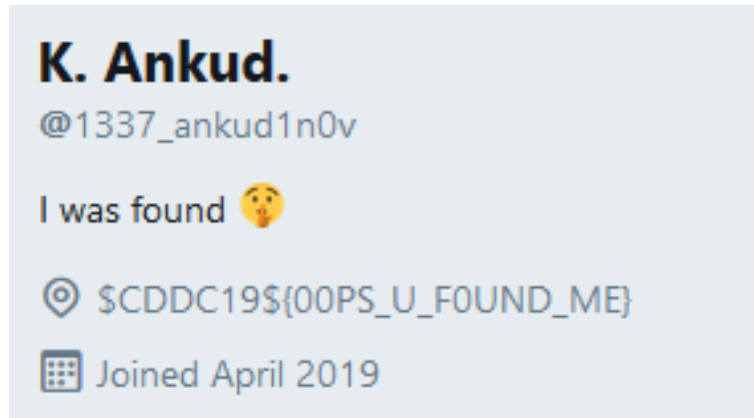 K. Ankud.
@1337_ankud1n0v
I was found 🤫
$CDDC19${00PS_U_F0UND_ME}
Joined April 2019